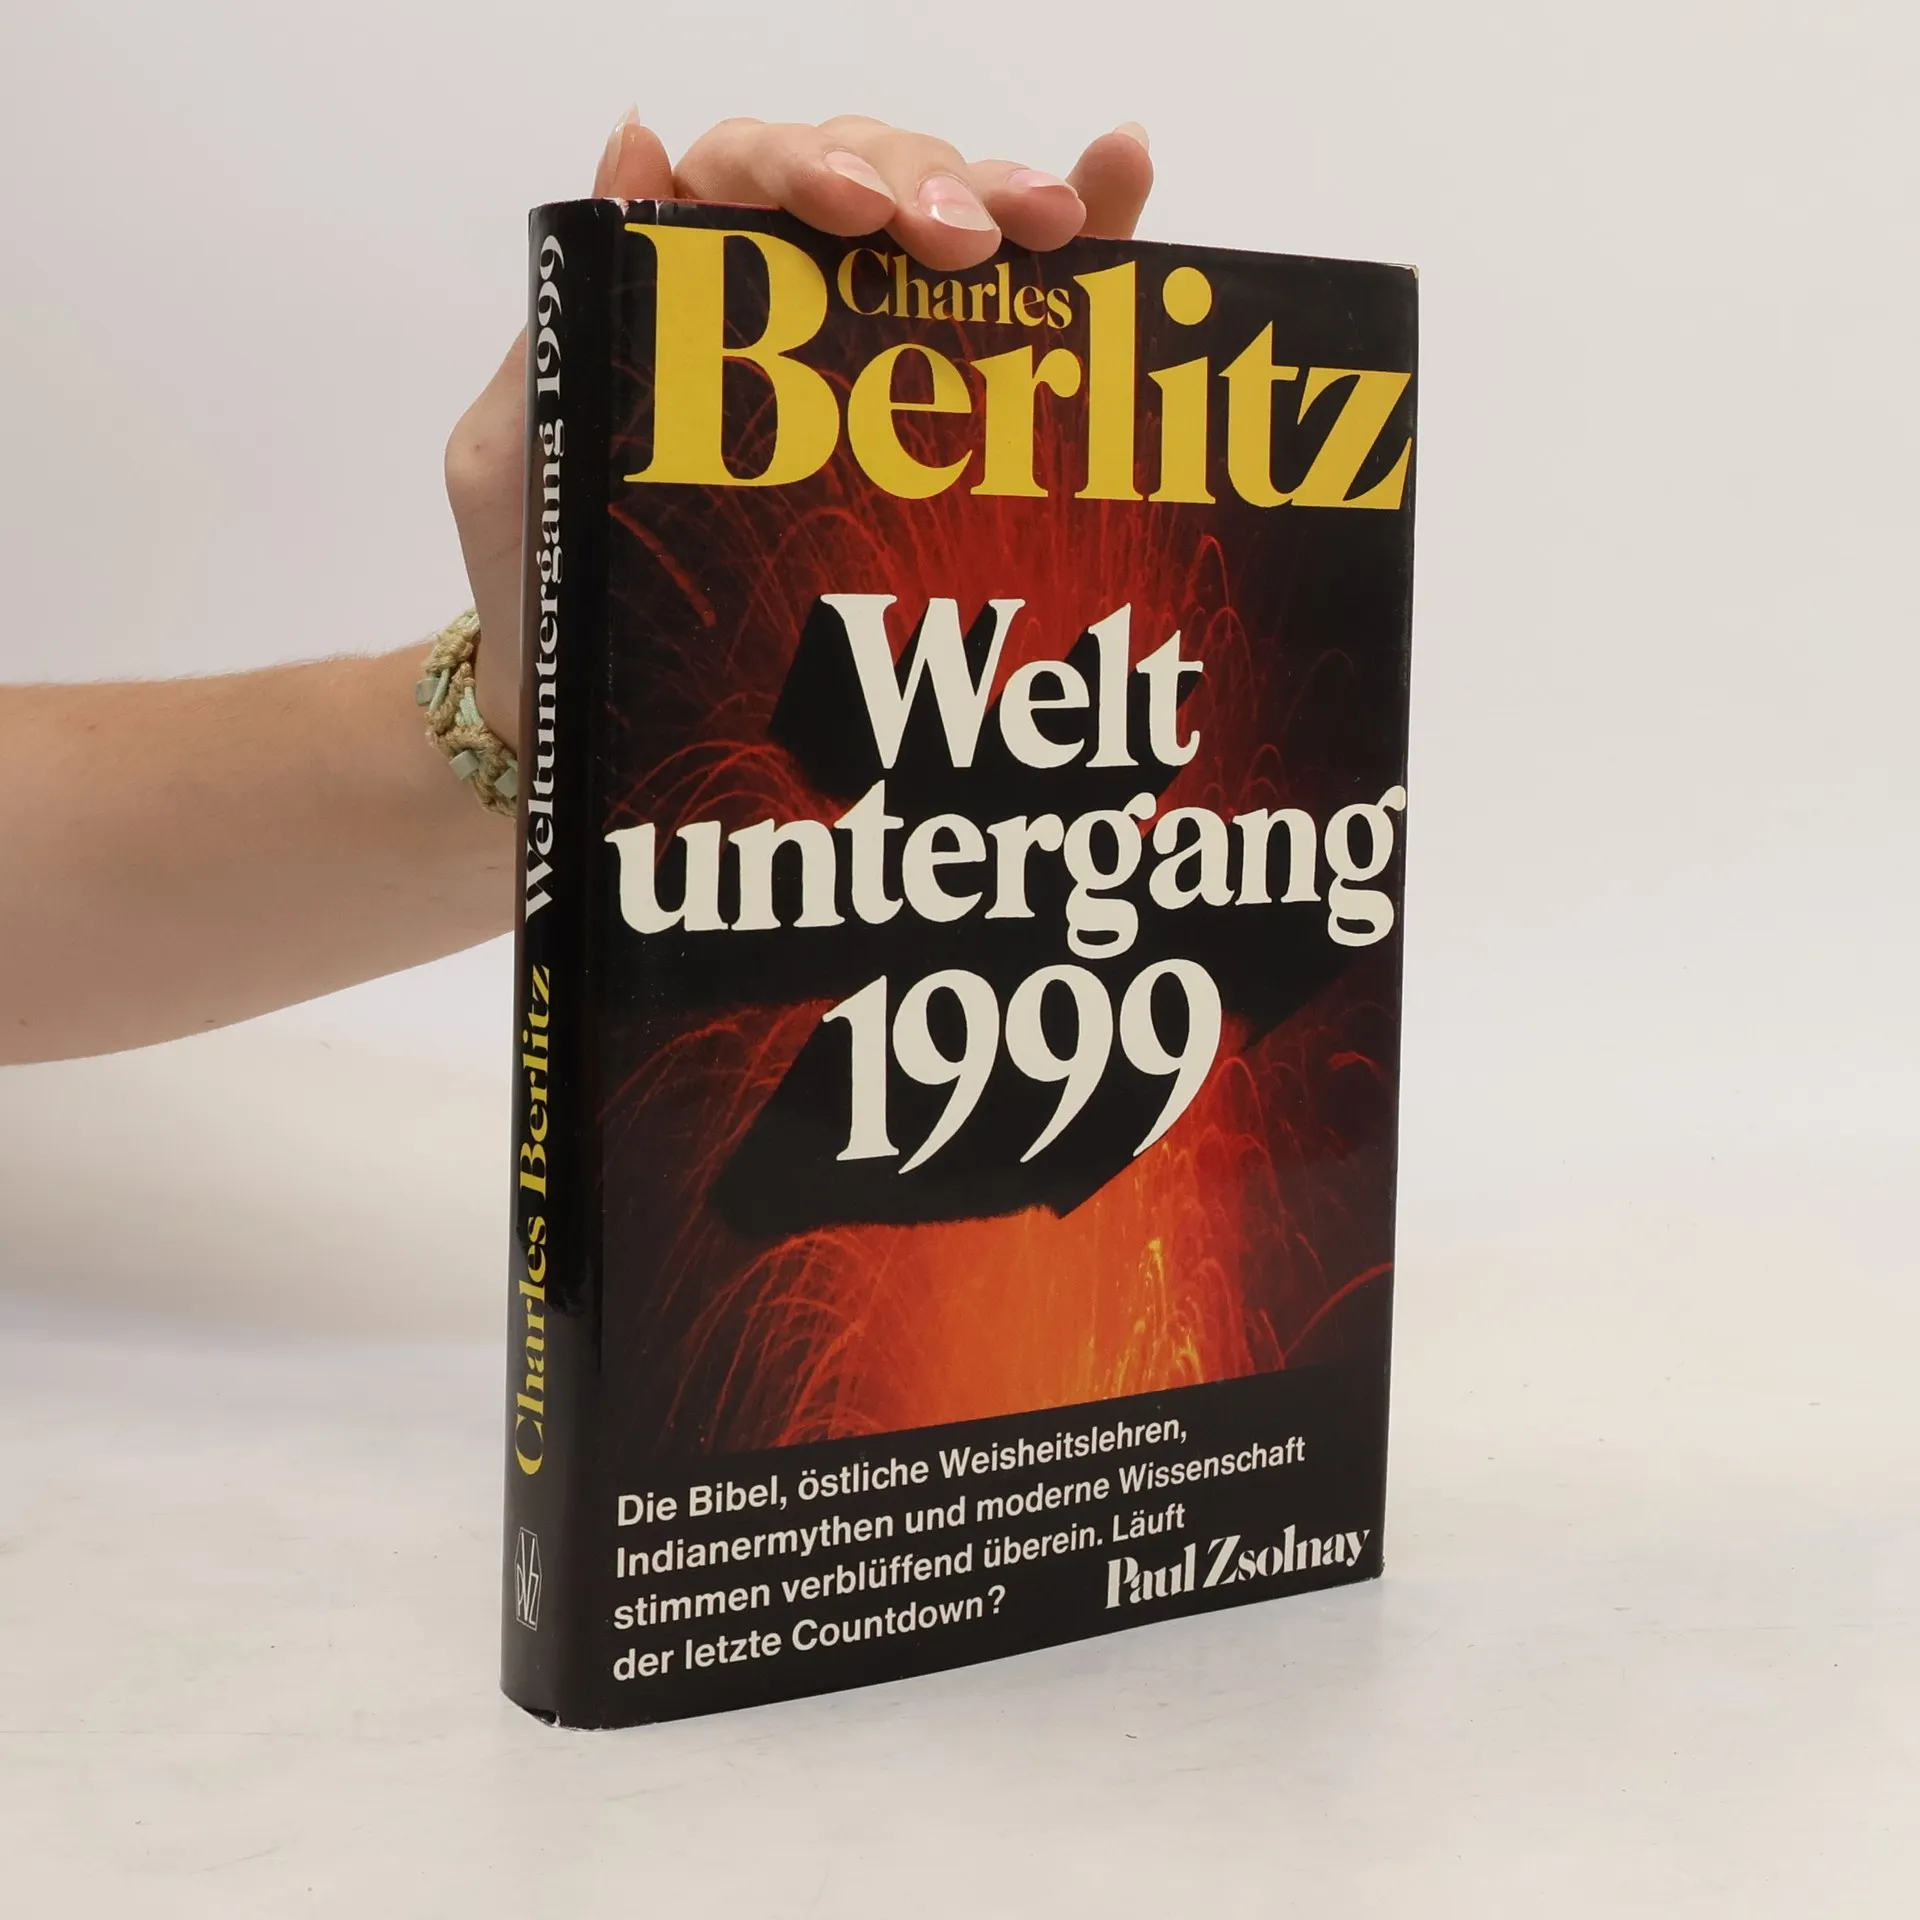 Charles
Berlitz
Welt
untergang
1999
Die Bibel, östliche Weisheitslehren,
Indianermythen und moderne Wissenschaft
stimmen verblüffend überein. Läuft
der letzte Countdown?
Paul Zsolnay
Charles Berlitz Weltuntergang 1999